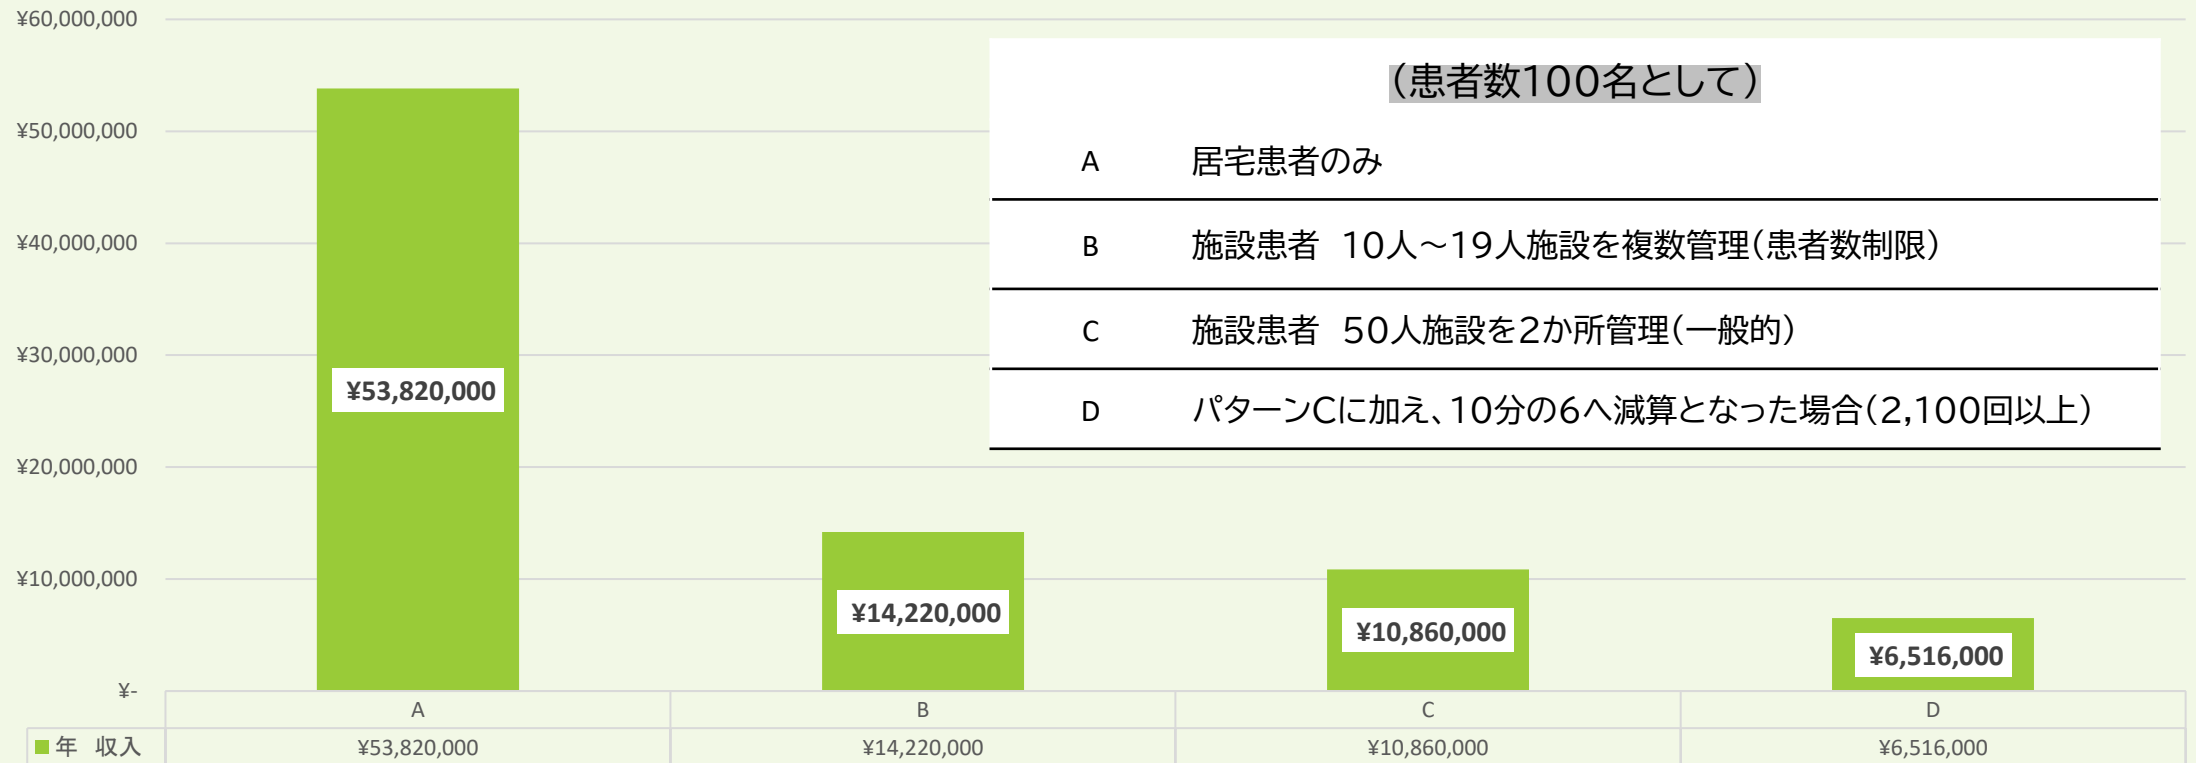 ¥60,000,000
¥50,000,000
¥40,000,000
¥30,000,000
¥20,000,000
¥10,000,000
¥-
（患者数100名として）
A 居宅患者のみ
B 施設患者　10人～19人施設を複数管理（患者数制限）
C 施設患者　50人施設を2か所管理（一般的）
D パターンCに加え、10分の6へ減算となった場合（2,100回以上）
¥53,820,000
¥14,220,000
¥10,860,000
¥6,516,000
A B C D
年　収入 ¥53,820,000 ¥14,220,000 ¥10,860,000 ¥6,516,000